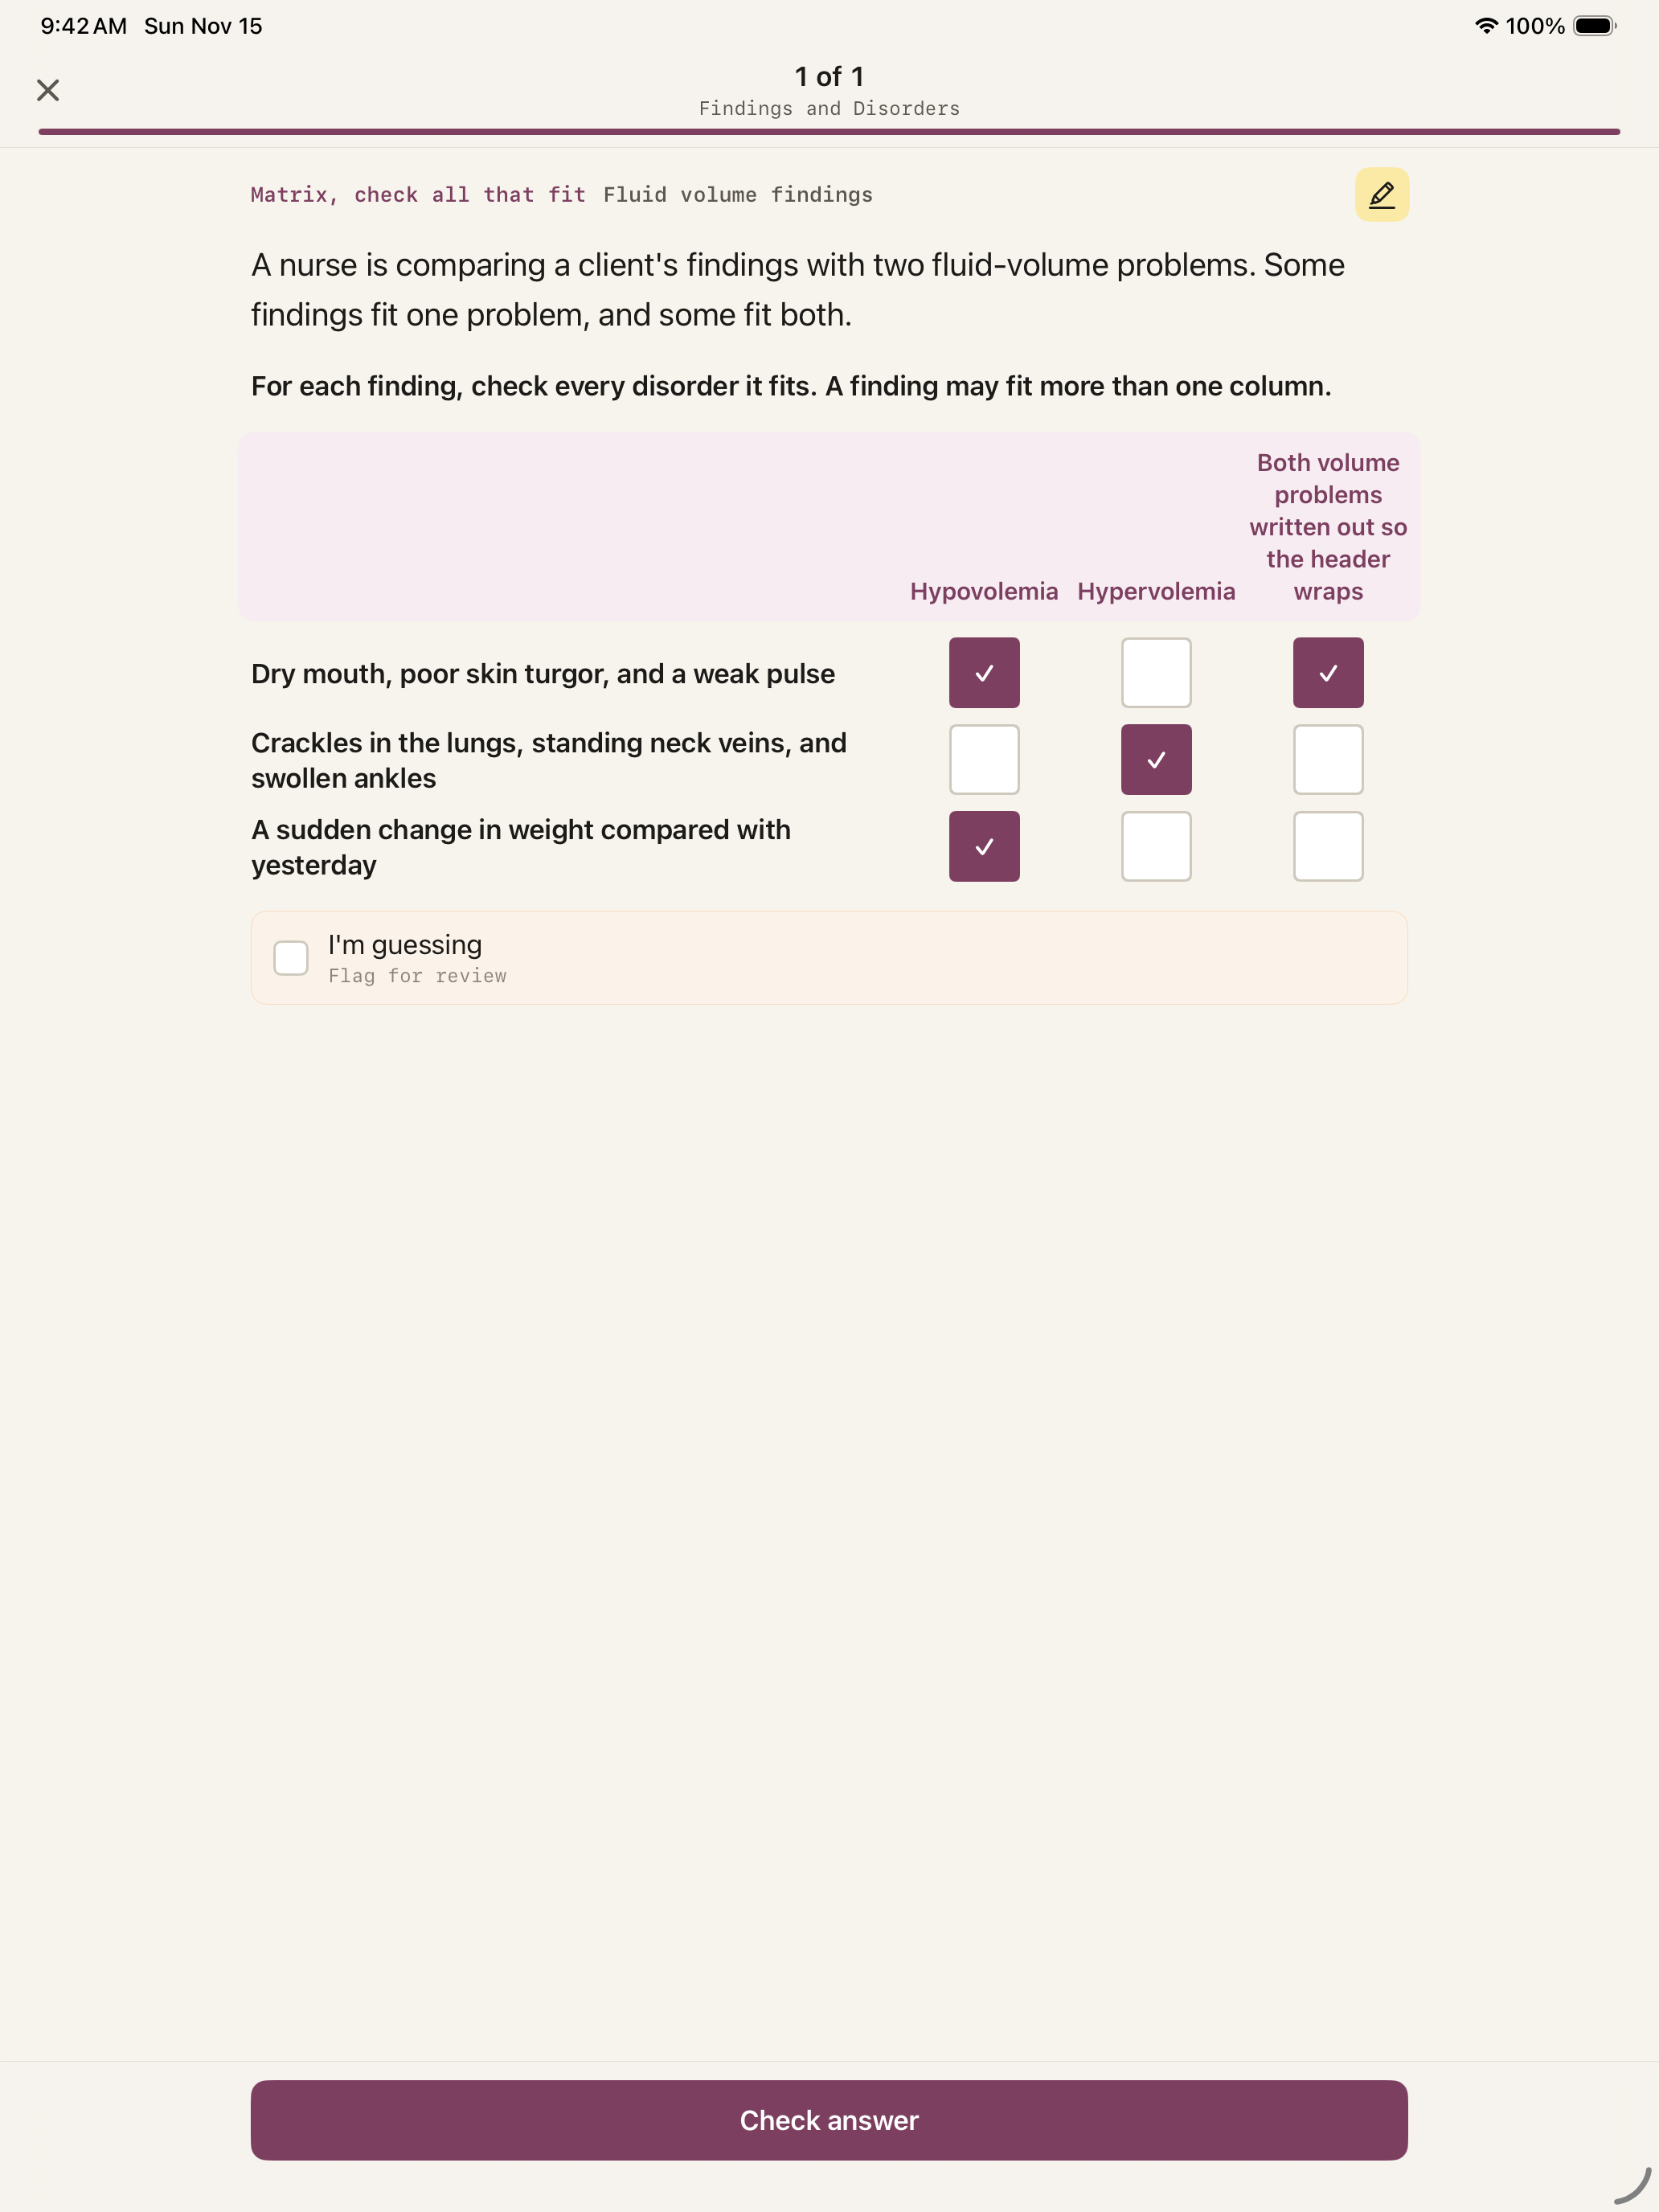 9:42 AM Sun Nov 15
100%
1 of 1
Findings and Disorders
Matrix, check all that fit Fluid volume findings
A nurse is comparing a client's findings with two fluid-volume problems. Some
findings fit one problem, and some fit both.
For each finding, check every disorder it fits. A finding may fit more than one column.
Hypovolemia
Hypervolemia
Both volume
problems
written out so
the header
wraps
Dry mouth, poor skin turgor, and a weak pulse
Crackles in the lungs, standing neck veins, and
swollen ankles
A sudden change in weight compared with
yesterday
I'm guessing
Flag for review
Check answer